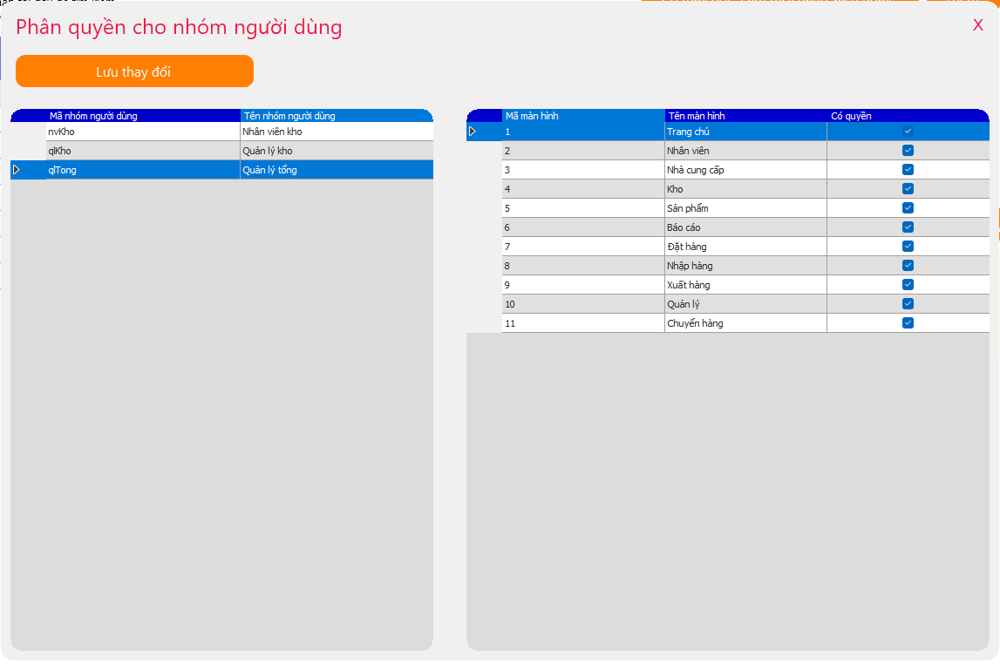 Phân quyền cho nhóm người dùng
X
Lưu thay đổi
Mã nhóm người dùng Tên nhóm người dùng
nvKho Nhân viên kho
qlKho Quản lý kho
qlTong Quản lý tổng
Mã màn hình Tên màn hình Có quyền
1 Trang chủ
2 Nhân viên
3 Nhà cung cấp
4 Kho
5 Sản phẩm
6 Báo cáo
7 Đặt hàng
8 Nhập hàng
9 Xuất hàng
10 Quản lý
11 Chuyển hàng